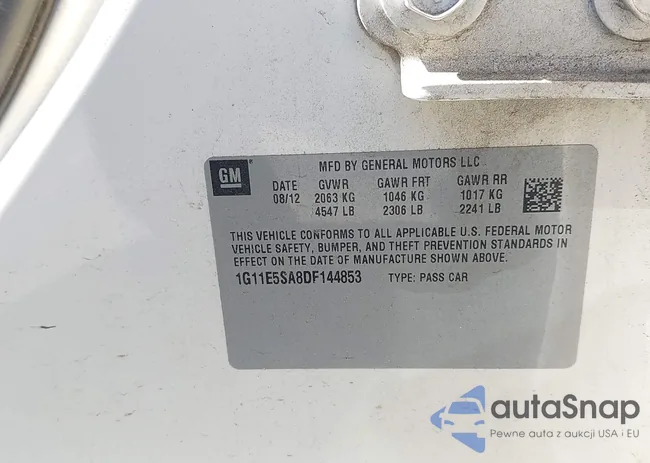 GM
MFD BY GENERAL MOTORS LLC
DATE GVWR GAWR FRT GAWR RR
08/12 2063 KG 1046 KG 1017 KG
4547 LB 2306 LB 2241 LB
THIS VEHICLE CONFORMS TO ALL APPLICABLE U.S. FEDERAL MOTOR
VEHICLE SAFETY, BUMPER, AND THEFT PREVENTION STANDARDS IN
EFFECT ON THE DATE OF MANUFACTURE SHOWN ABOVE.
1G11E5SA8DF144853 TYPE: PASS CAR
autaSnap
Pewne auta z aukcji USA i EU